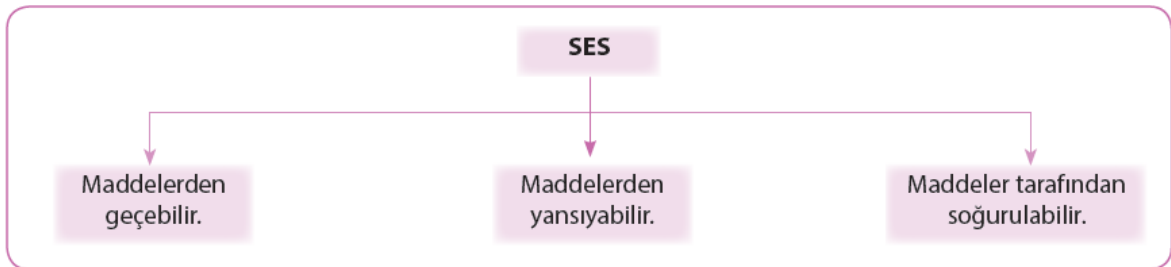 SES
Maddelerden
geçebilir.
Maddelerden
yansıyabilir.
Maddeler tarafından
soğurulabilir.